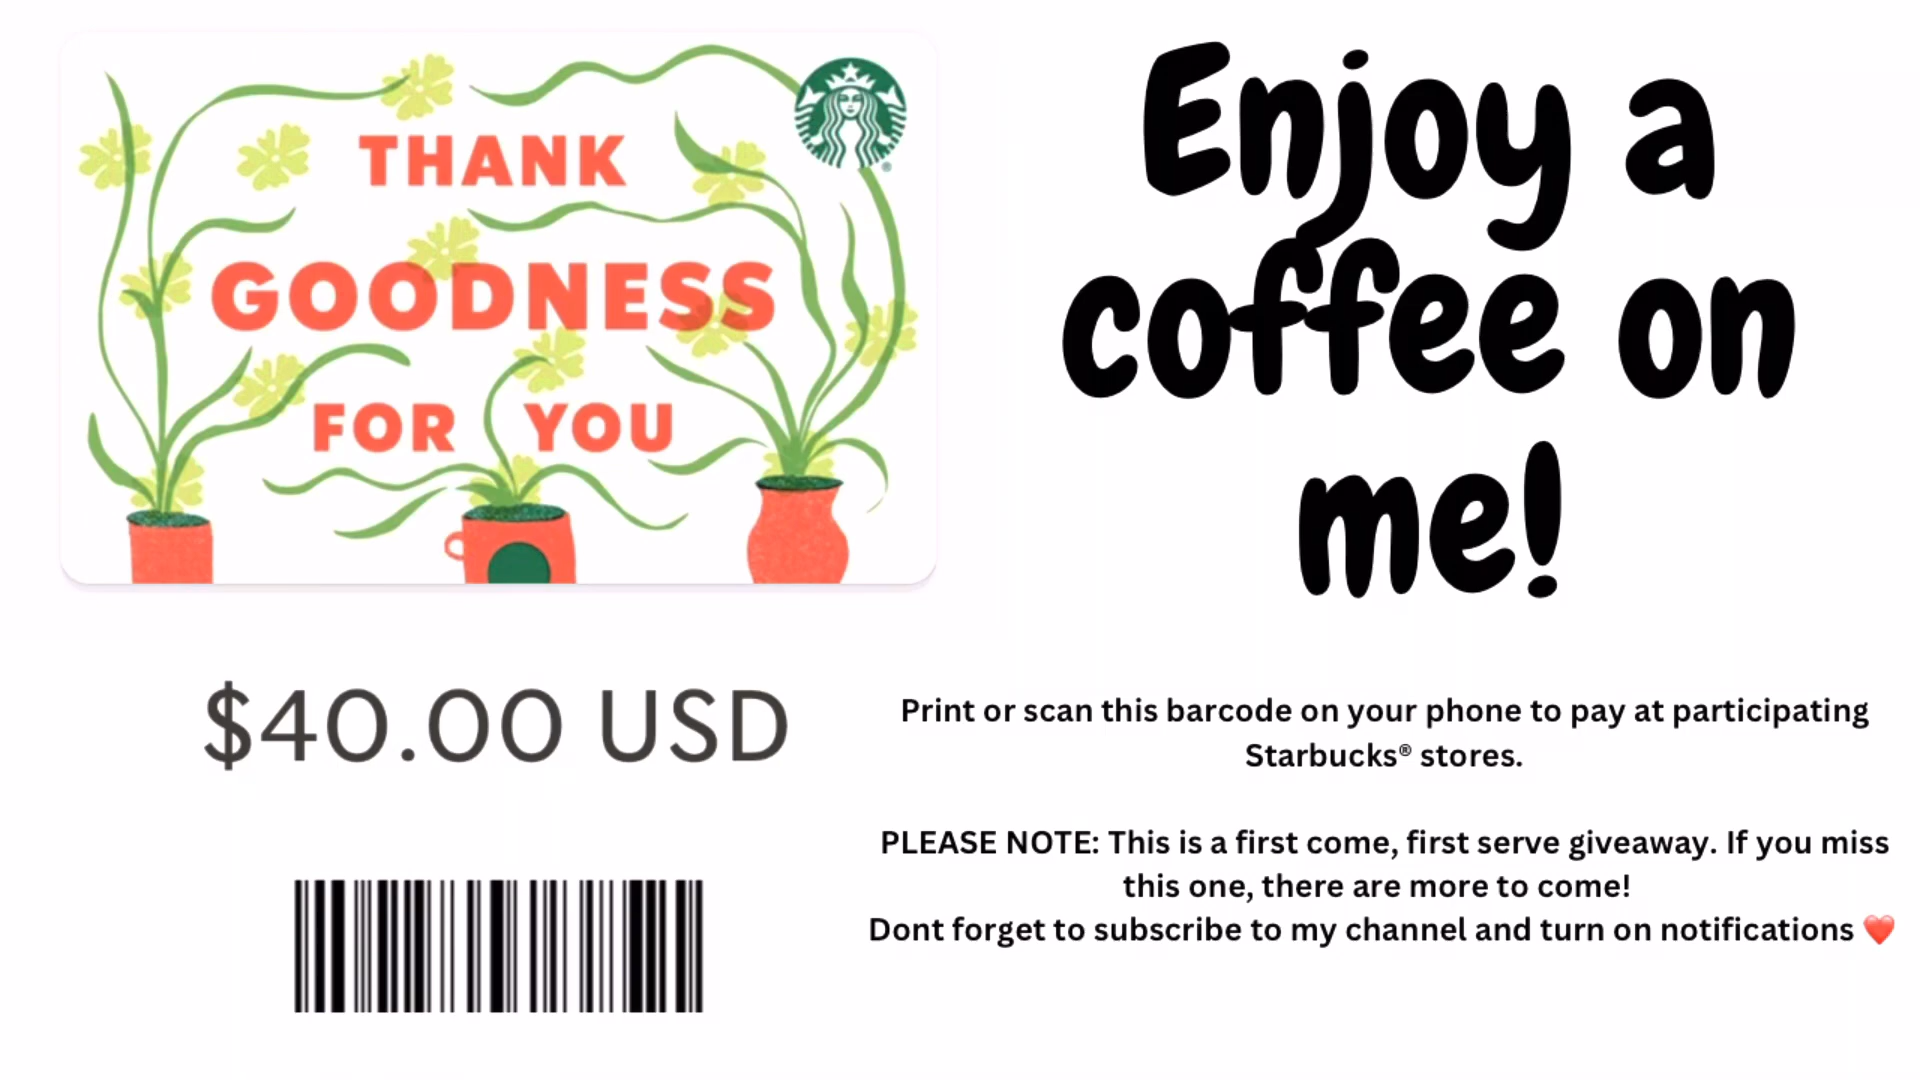 THANK
GOODNESS
FOR YOU
Enjoy a
coffee on
me!
$40.00 USD
Print or scan this barcode on your phone to pay at participating
Starbucks® stores.
PLEASE NOTE: This is a first come, first serve giveaway. If you miss
this one, there are more to come!
Dont forget to subscribe to my channel and turn on notifications ❤️